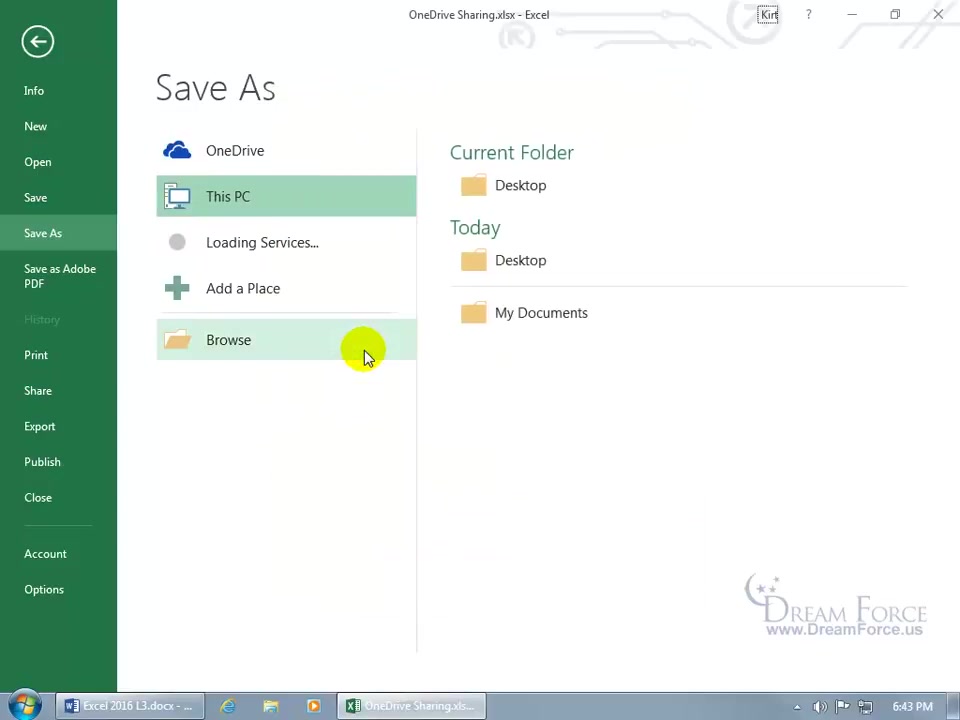 OneDrive Sharing.xlsx - Excel
Kirt
?
Save As
Info
New
Open
Save
Save As
Save as Adobe
PDF
History
Print
Share
Export
Publish
Close
Account
Options
OneDrive
This PC
Loading Services...
Add a Place
Browse
Current Folder
Desktop
Today
Desktop
My Documents
DREAM FORCE
www.DreamForce.us
Excel 2016 L3.docx - ...
OneDrive Sharing.xls...
6:43 PM